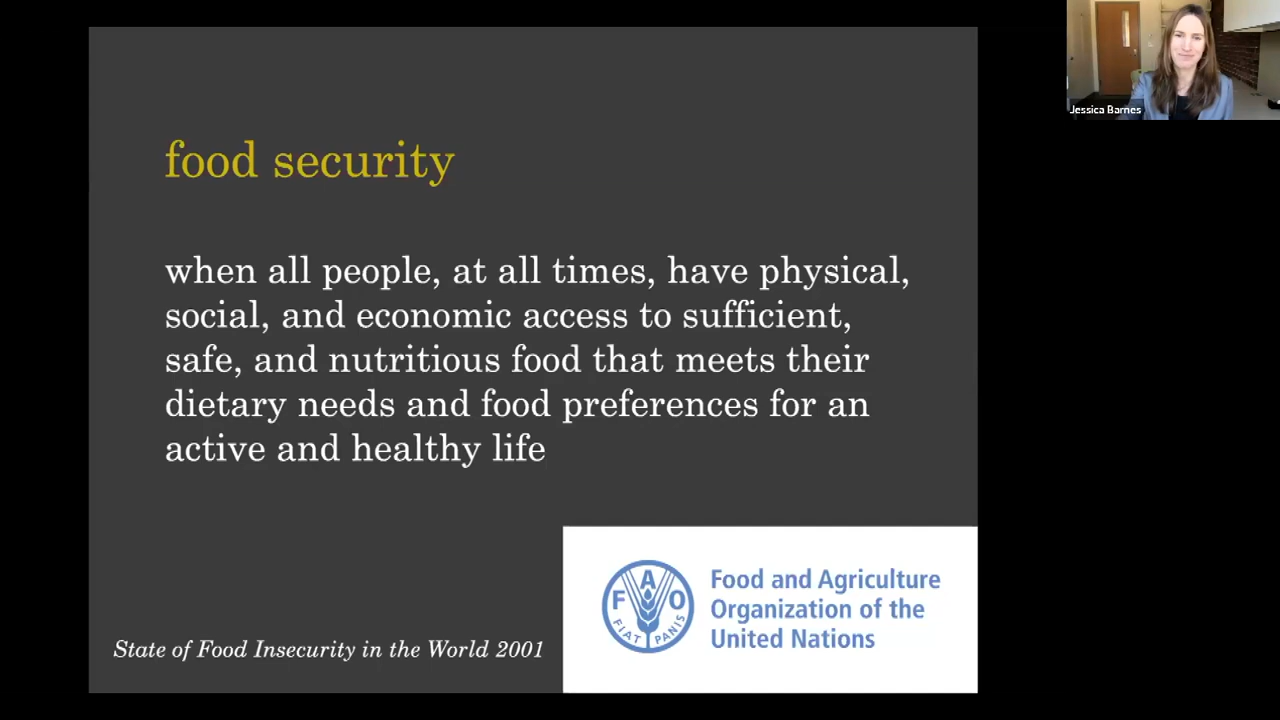 Jessica Barnes
food security
when all people, at all times, have physical,
social, and economic access to sufficient,
safe, and nutritious food that meets their
dietary needs and food preferences for an
active and healthy life
FAO
FIAT PANIS
Food and Agriculture
Organization of the
United Nations
State of Food Insecurity in the World 2001